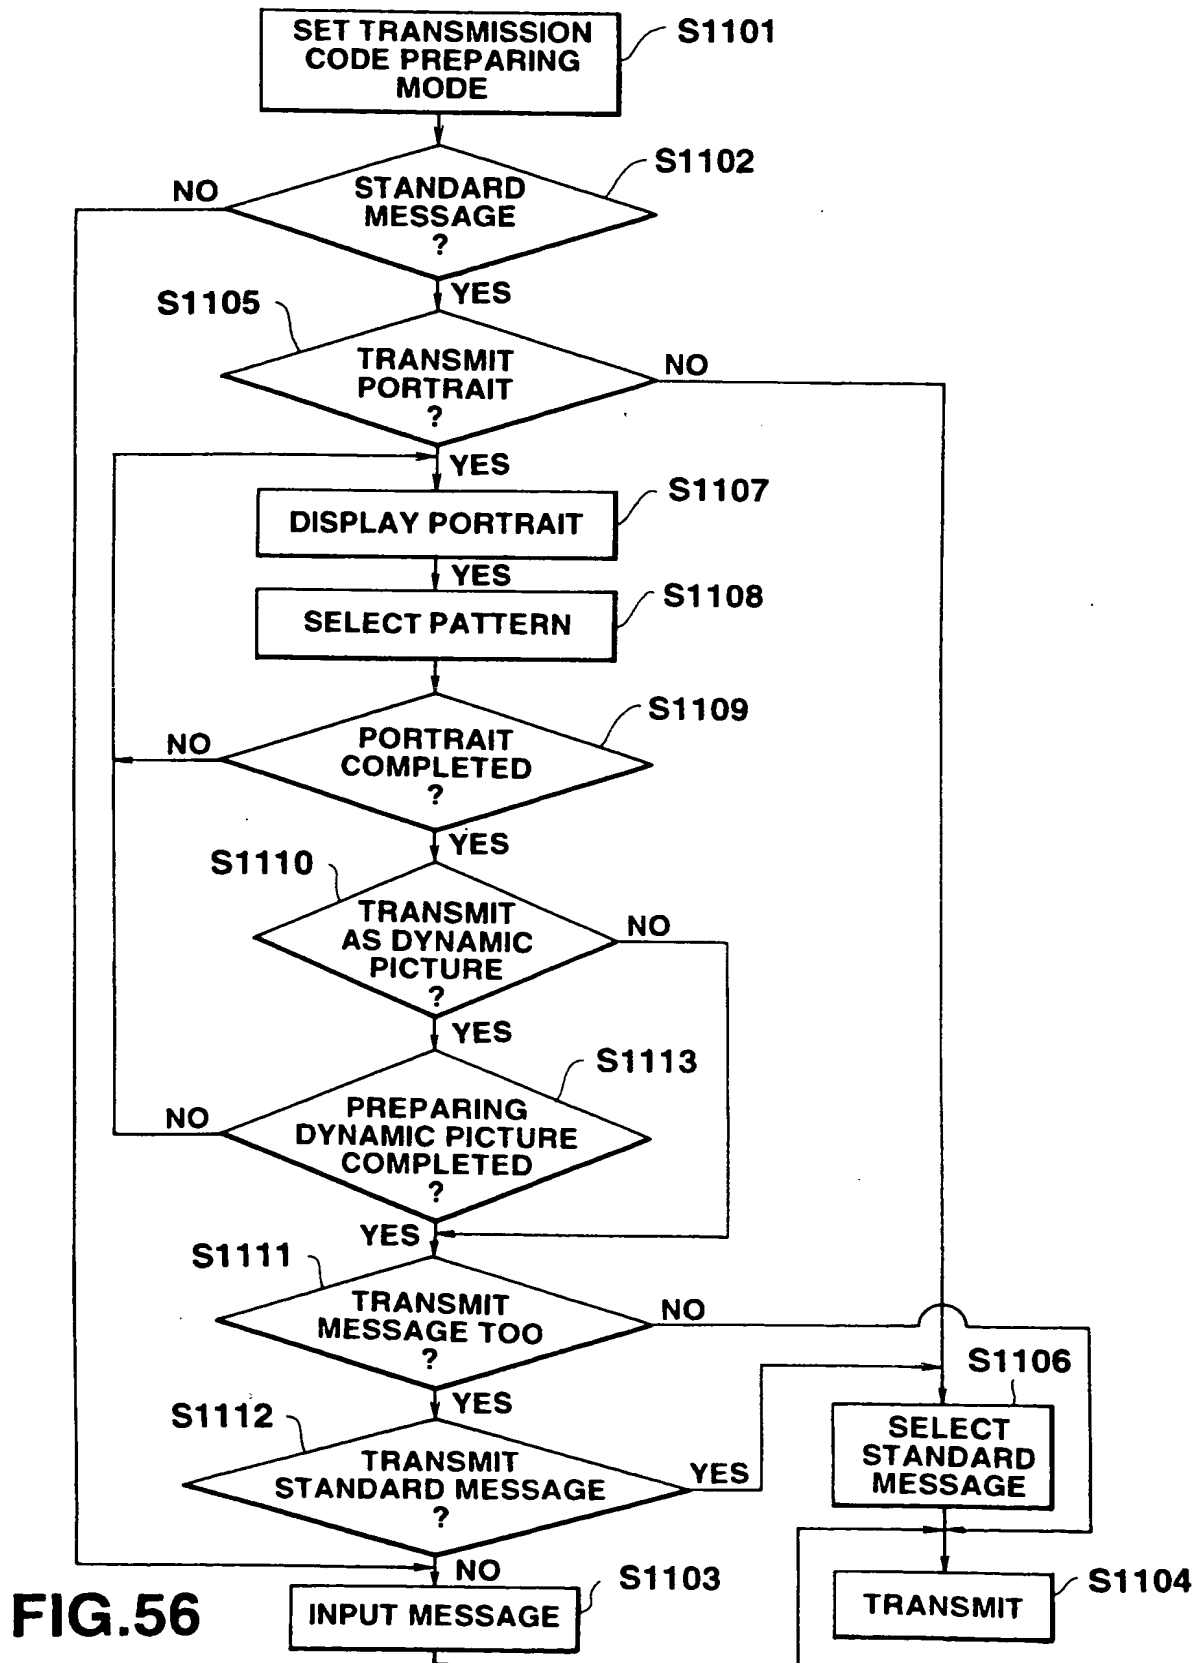 SET TRANSMISSION
CODE PREPARING
MODE
S1101
S1102
NO
STANDARD
MESSAGE
?
YES
S1105
TRANSMIT
PORTRAIT
?
NO
YES
S1107
DISPLAY PORTRAIT
YES
S1108
SELECT PATTERN
S1109
NO
PORTRAIT
COMPLETED
?
YES
S1110
TRANSMIT
AS DYNAMIC
PICTURE
?
NO
YES
S1113
NO
PREPARING
DYNAMIC PICTURE
COMPLETED
?
YES
S1111
TRANSMIT
MESSAGE TOO
?
NO
S1106
YES
S1112
SELECT
STANDARD
MESSAGE
TRANSMIT
STANDARD MESSAGE
?
YES
NO
S1103
S1104
FIG.56
INPUT MESSAGE
TRANSMIT